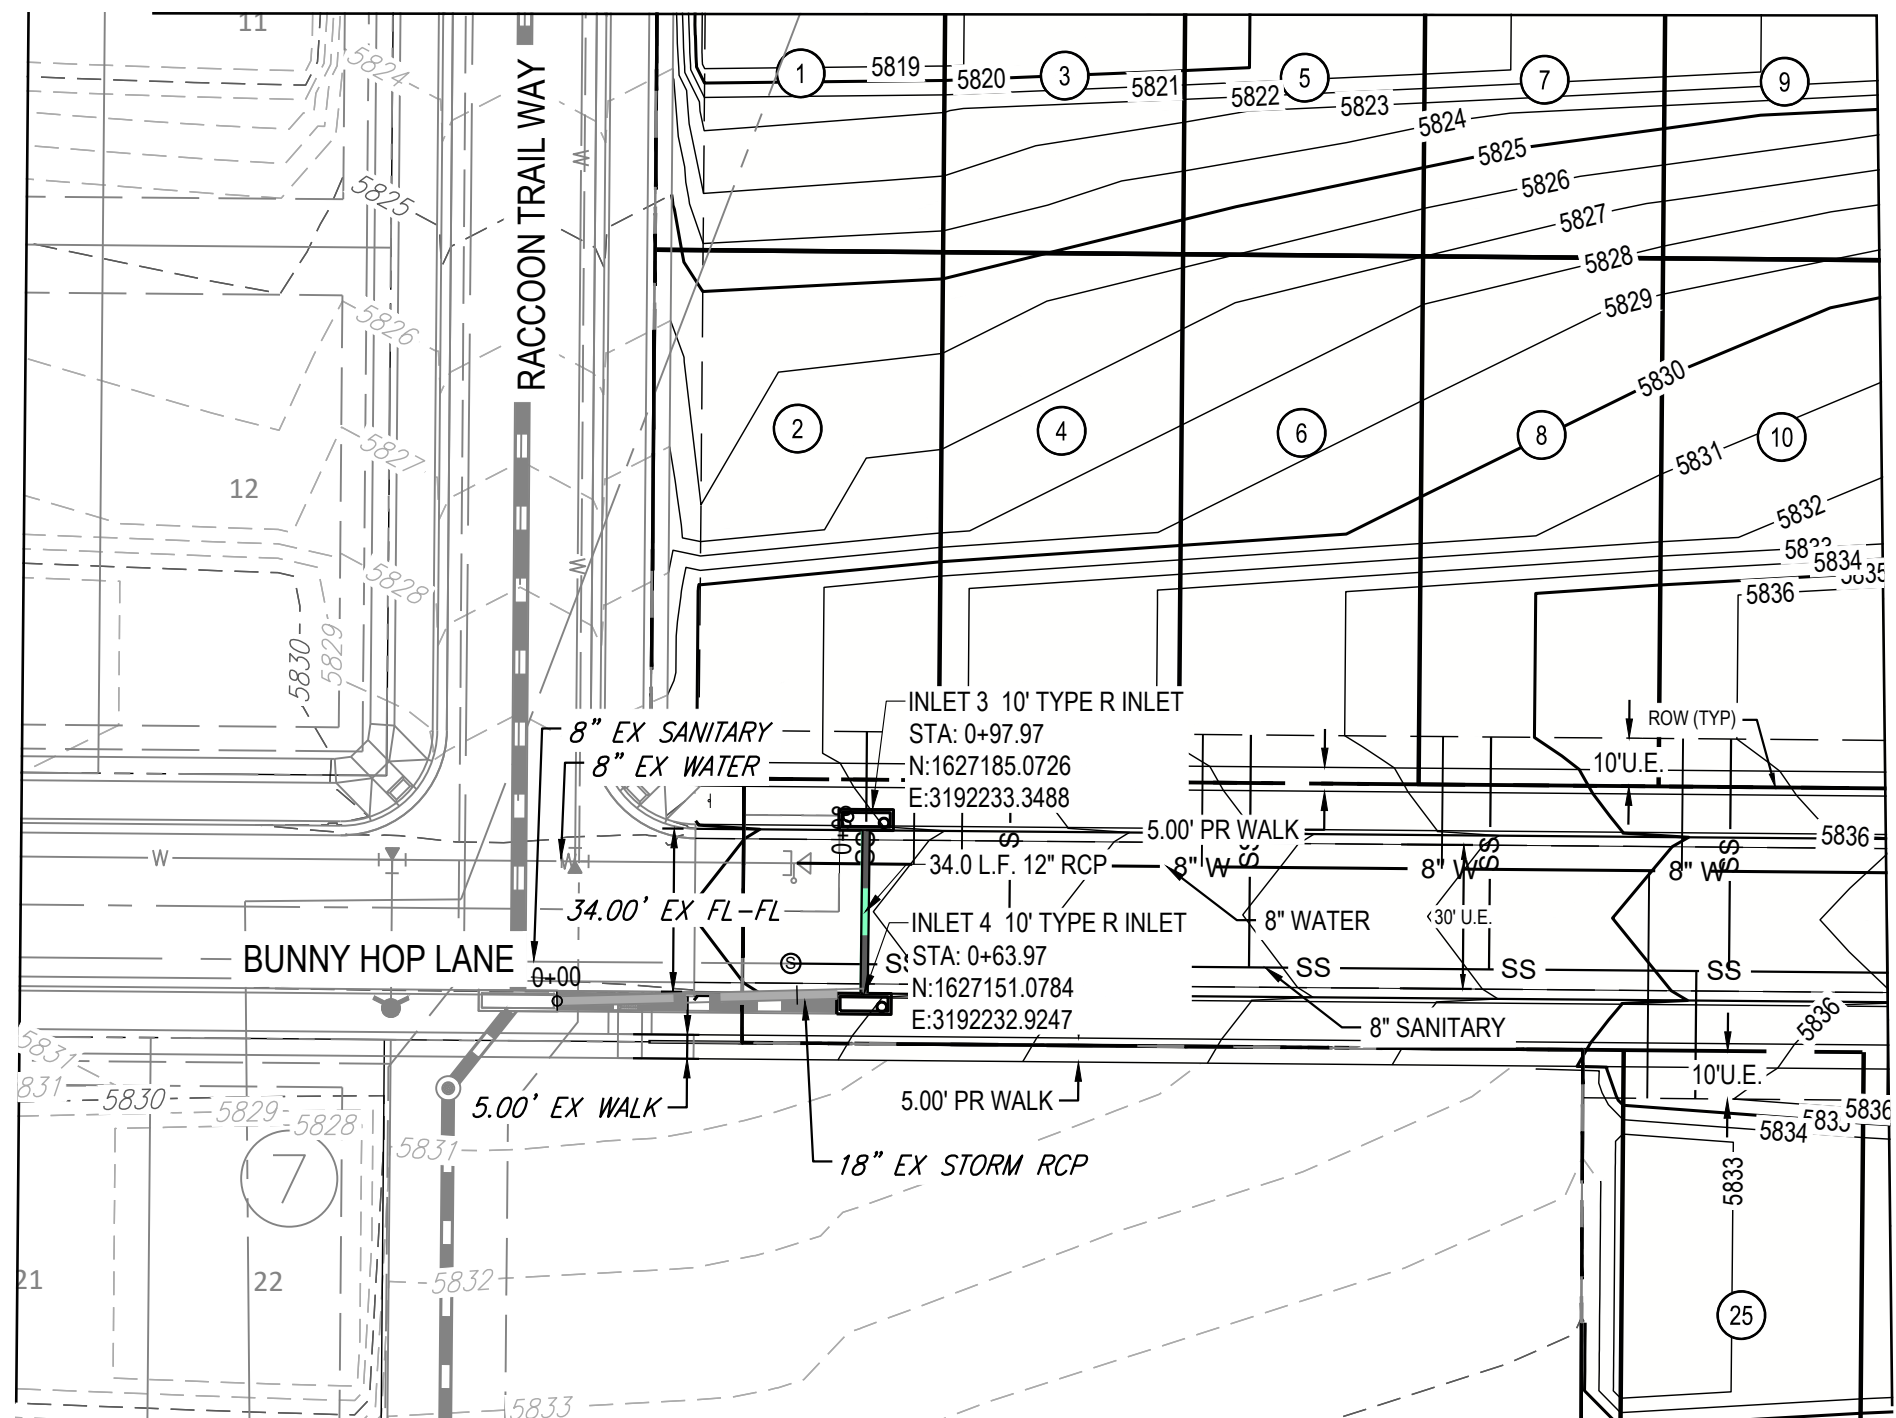 11
5824
5825
5826
5827
5828
5829
5830
12
RACCOON TRAIL WAY
W
W
1
3
5
7
9
5819
5820
5821
5822
5823
5824
5825
5826
5827
5828
5829
5830
5831
5832
5834
5836
2
4
6
8
10
8" EX SANITARY
8" EX WATER
INLET 3 10' TYPE R INLET
STA: 0+97.97
N:1627185.0726
E:3192233.3488
ROW (TYP)
10'U.E.
5836
5.00' PR WALK
34.0 L.F. 12" RCP
W
W
SS
8" W
SS
8" W
SS
8" W
SS
34.00' EX FL-FL
INLET 4 10' TYPE R INLET
STA: 0+63.97
N:1627151.0784
E:3192232.9247
8" WATER
30' U.E.
BUNNY HOP LANE
0+00
S
SS
SS
SS
8" SANITARY
5836
10'U.E.
5836
5834
5833
5.00' EX WALK
5.00' PR WALK
18" EX STORM RCP
5831
5830
5829
5828
5831
5832
5833
7
22
21
25